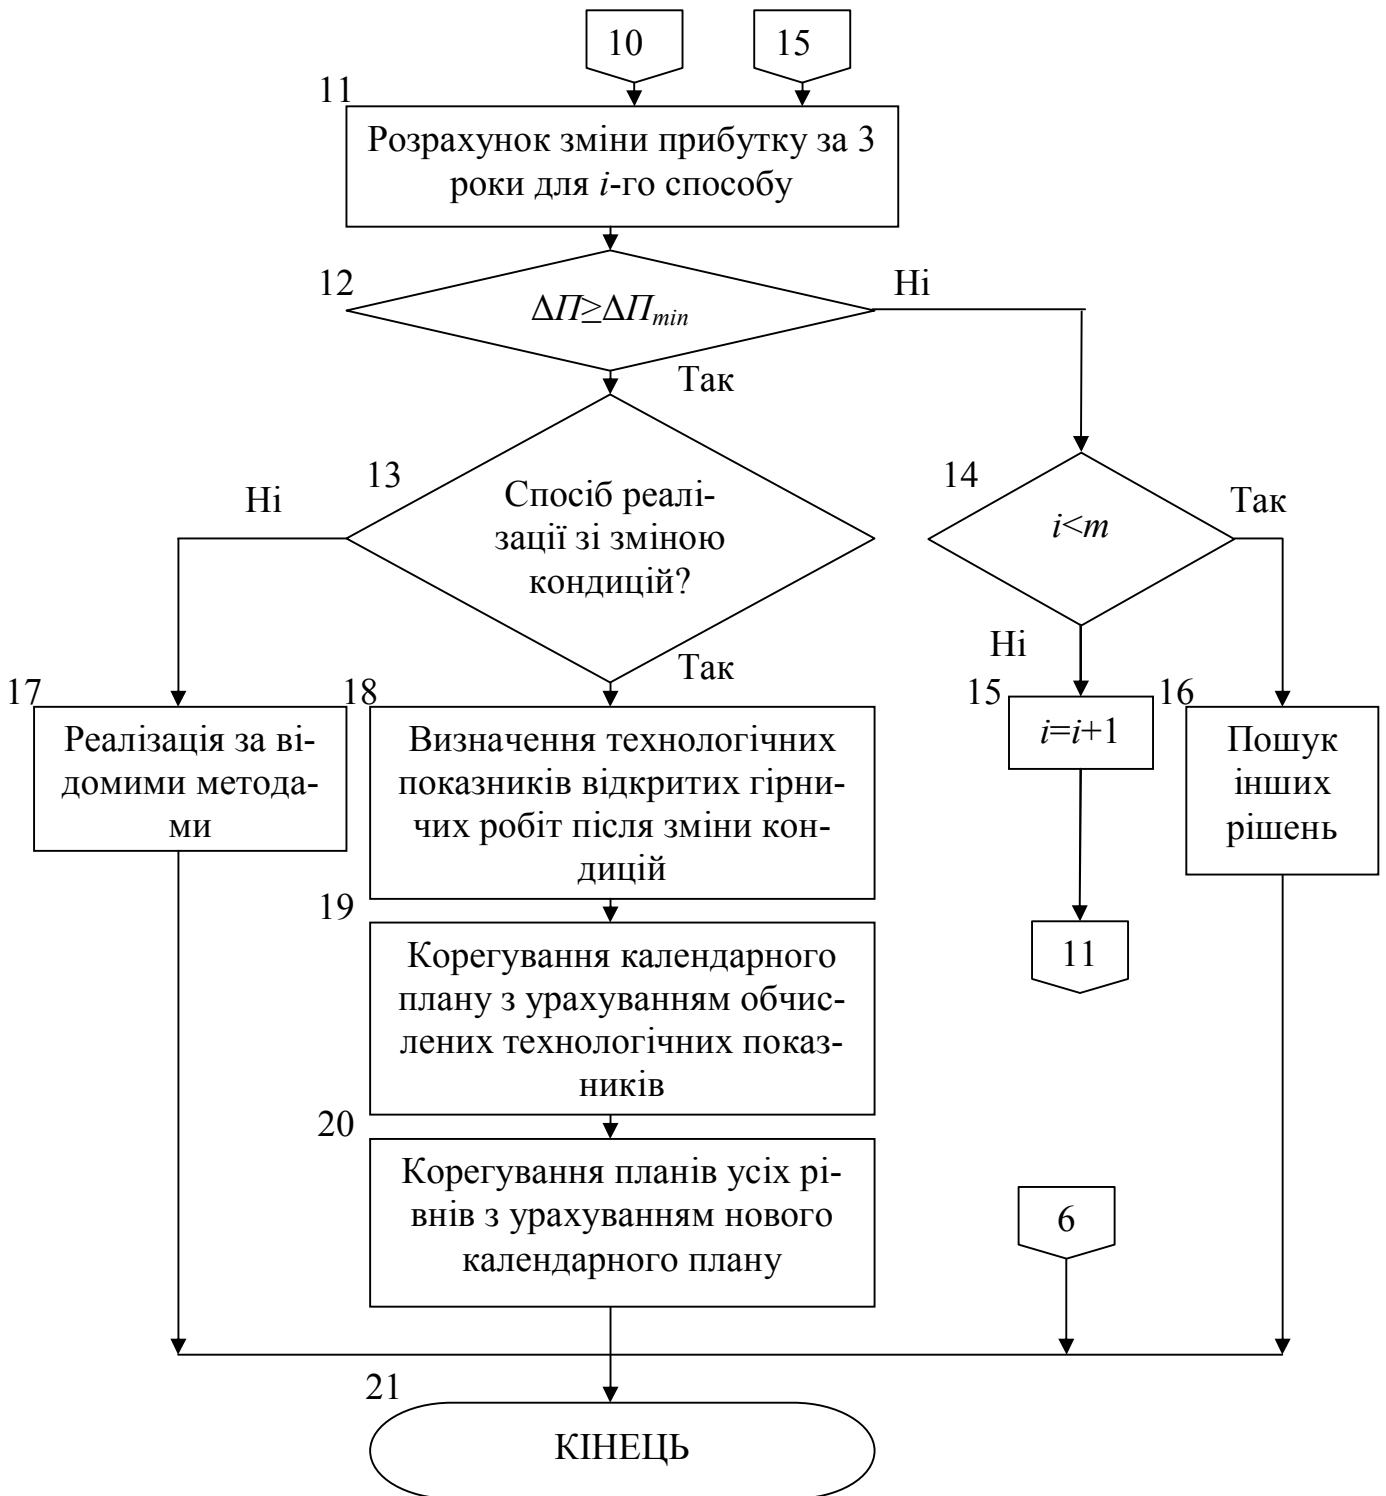 10
15
11
Розрахунок зміни прибутку за 3
роки для i-го способу
12
ΔП≥ΔПmin
Ні
Так
13
Спосіб реалі-
зації зі зміною
кондицій?
Ні
Так
14
i<m
Так
Ні
17
Реалізація за ві-
домими метода-
ми
18
Визначення технологічних
показників відкритих гірни-
чих робіт після зміни кон-
дицій
15
i=i+1
16
Пошук
інших
рішень
19
Корегування календарного
плану з урахуванням обчис-
лених технологічних показ-
ників
11
20
Корегування планів усіх рі-
внів з урахуванням нового
календарного плану
6
21
КІНЕЦЬ